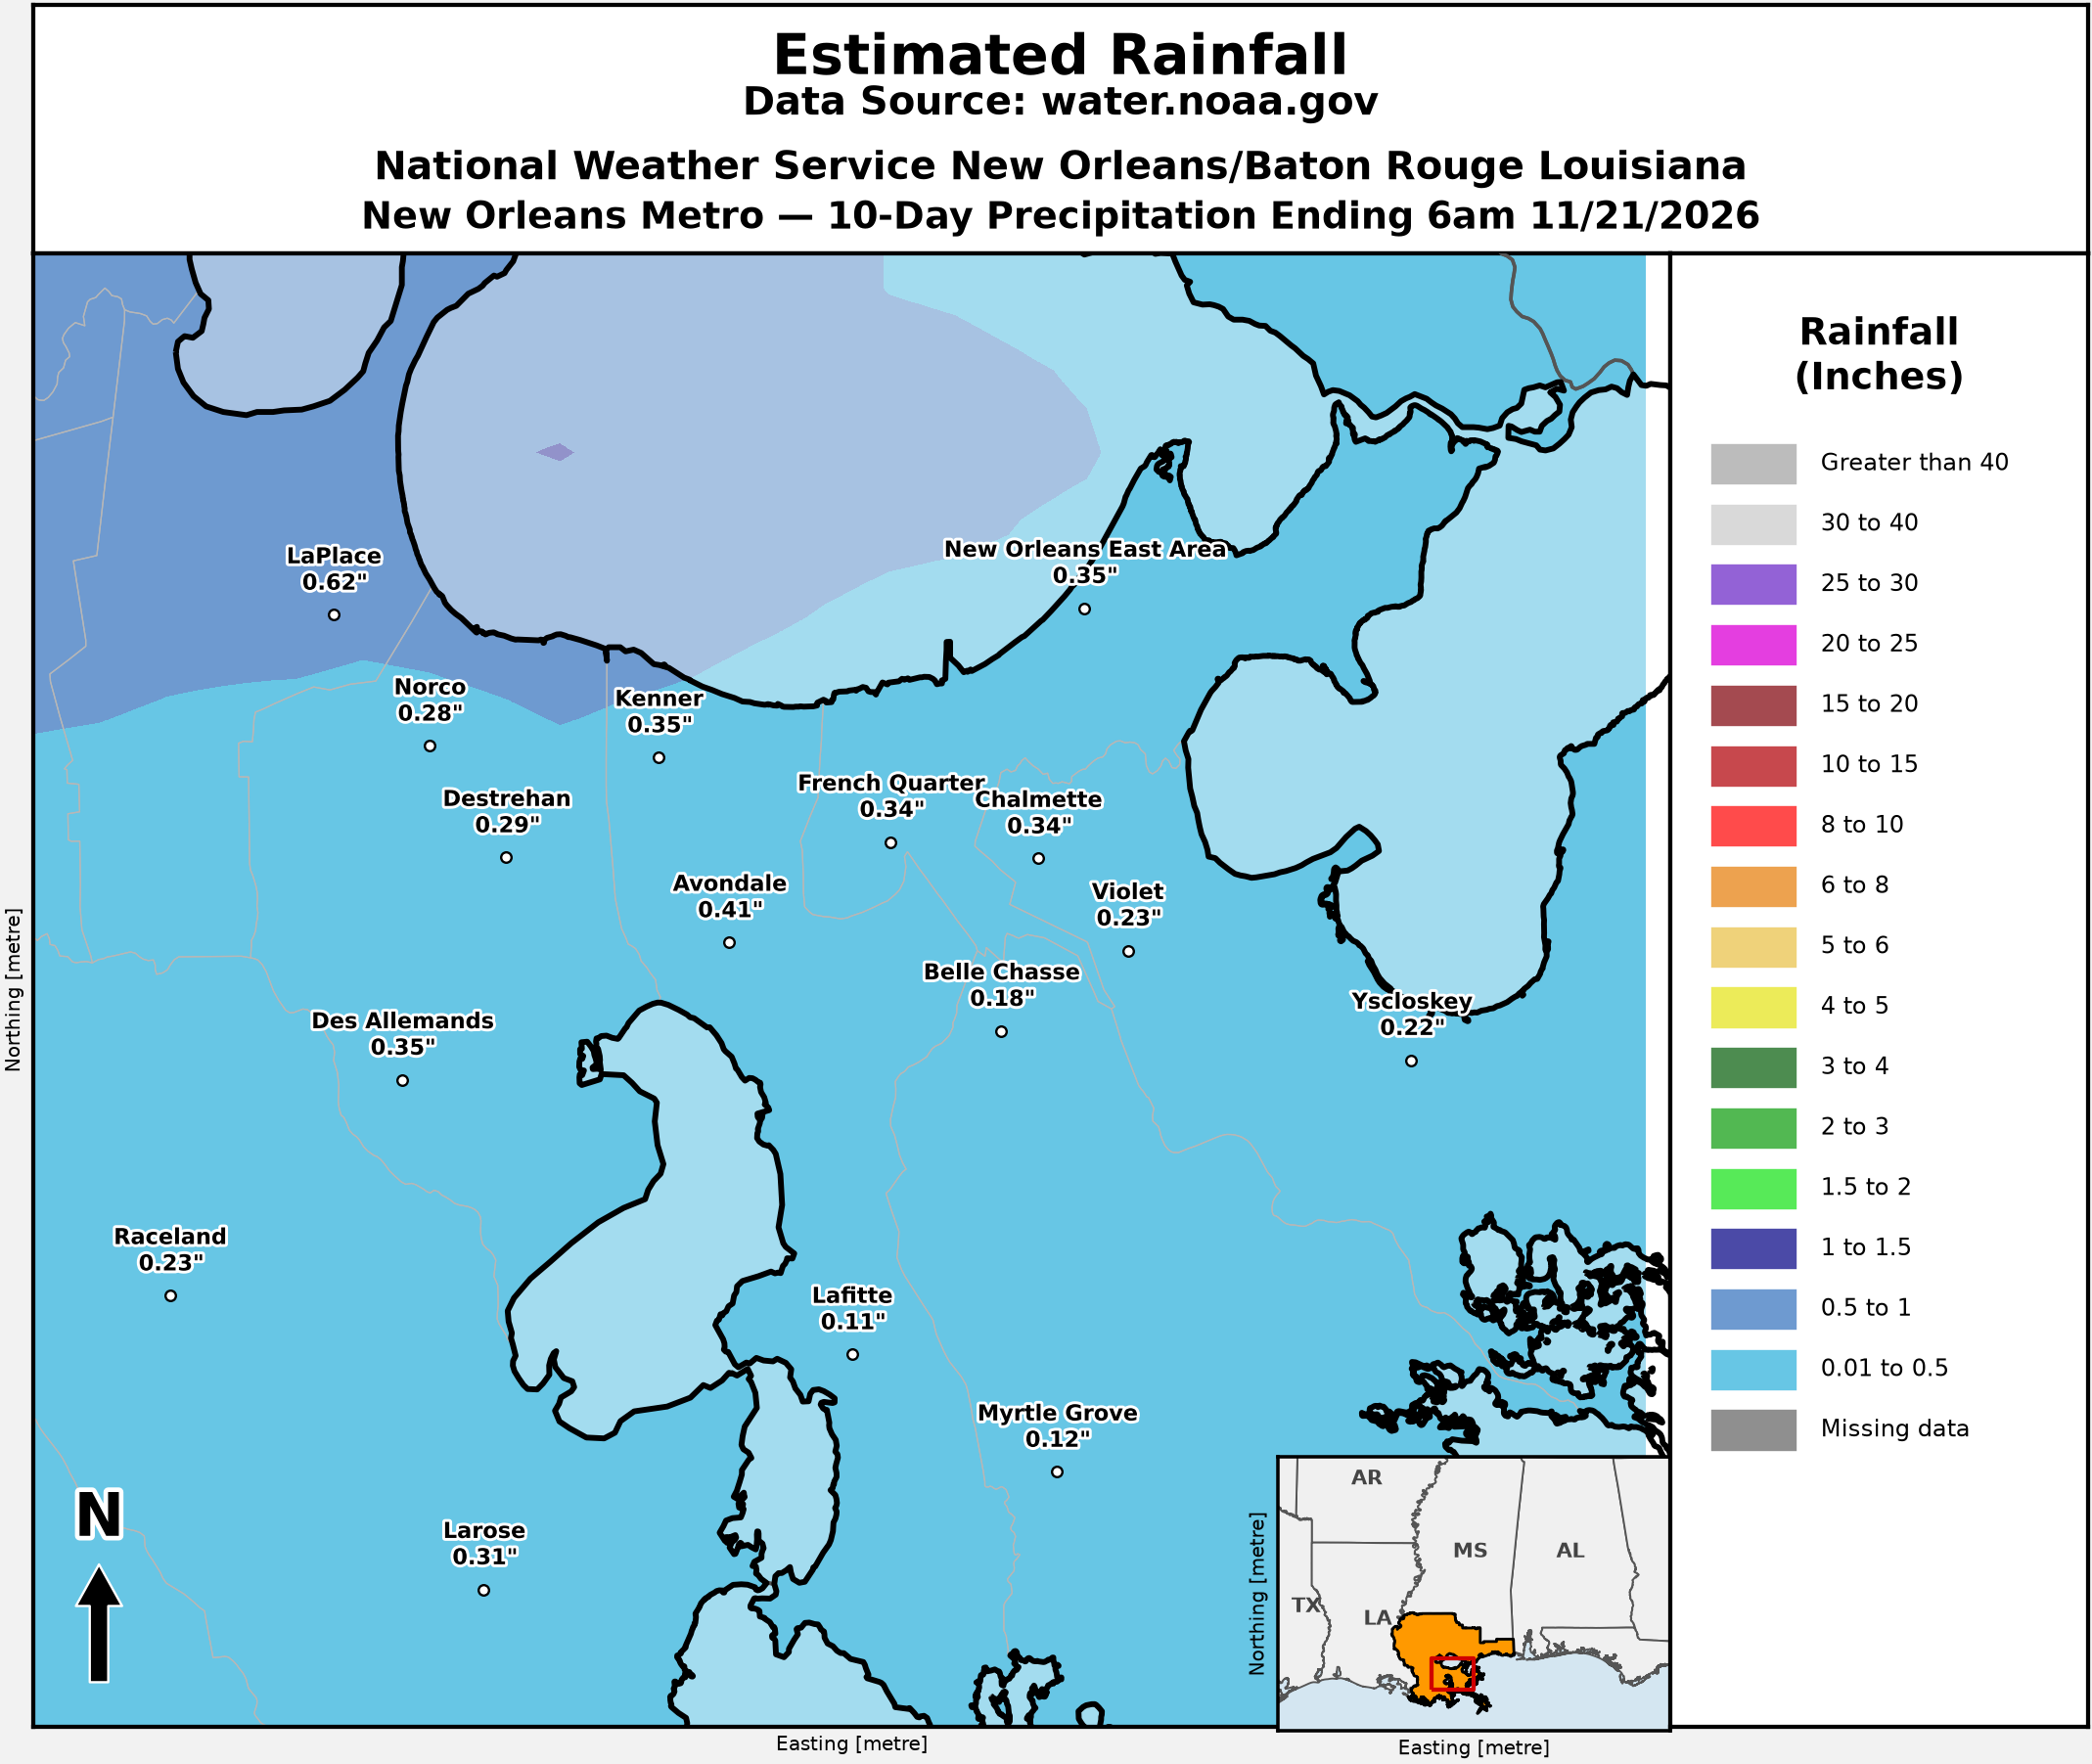 Estimated Rainfall
Data Source: water.noaa.gov
National Weather Service New Orleans/Baton Rouge Louisiana
New Orleans Metro — 10-Day Precipitation Ending 6am 11/21/2026
Rainfall
(Inches)
Greater than 40
30 to 40
25 to 30
20 to 25
15 to 20
10 to 15
8 to 10
6 to 8
5 to 6
4 to 5
3 to 4
2 to 3
1.5 to 2
1 to 1.5
0.5 to 1
0.01 to 0.5
Missing data
LaPlace
0.62"
New Orleans East Area
0.35"
Norco
0.28"
Kenner
0.35"
Destrehan
0.29"
French Quarter
0.34"
Chalmette
0.34"
Avondale
0.41"
Violet
0.23"
Belle Chasse
0.18"
Yscloskey
0.22"
Des Allemands
0.35"
Raceland
0.23"
Lafitte
0.11"
Myrtle Grove
0.12"
Larose
0.31"
N
AR
MS
AL
TX
LA
Northing [metre]
Northing [metre]
Easting [metre]
Easting [metre]